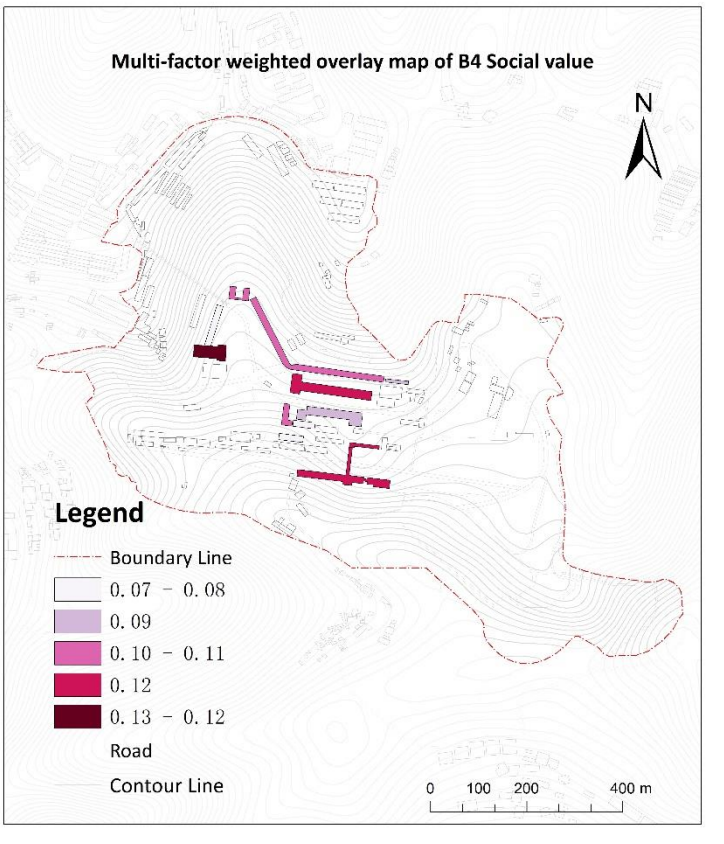 Multi-factor weighted overlay map of B4 Social value
N
Legend
Boundary Line
0.07 - 0.08
0.09
0.10 - 0.11
0.12
0.13 - 0.12
Road
Contour Line
0 100 200 400 m